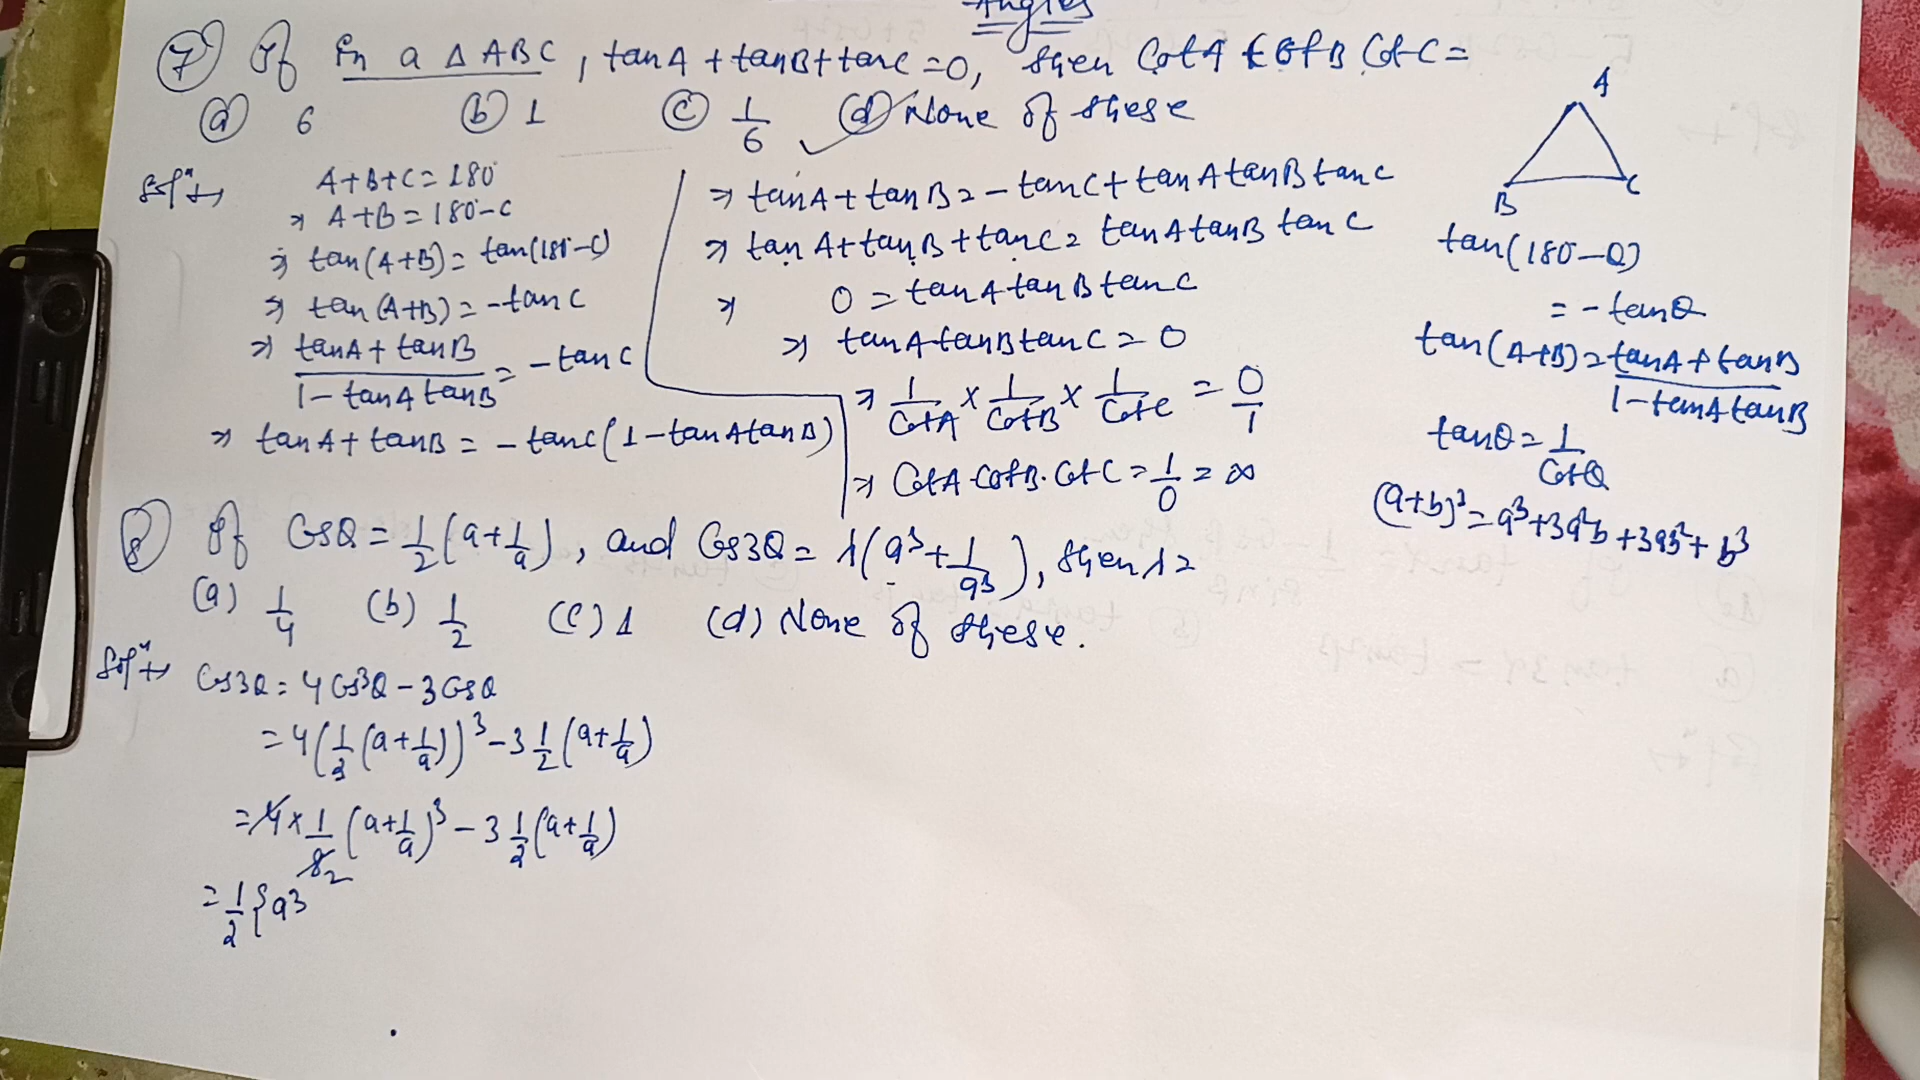 Angles
(7) If in a Δ ABC, tanA + tanB + tanC = 0, then CotA CotB CotC =
(a) 6 (b) 1 (c) 1/6 (d) None of these
Solⁿ→ A+B+C = 180°
⇒ A+B = 180°-C
⇒ tan(A+B) = tan(180°-C)
⇒ tan(A+B) = -tanC
⇒ (tanA + tanB)/(1 - tanA tanB) = -tanC
⇒ tanA + tanB = -tanC(1 - tanA tanB)
⇒ tanA + tanB = -tanC + tanA tanB tanC
⇒ tanA + tanB + tanC = tanA tanB tanC
⇒ 0 = tanA tanB tanC
⇒ tanA tanB tanC = 0
⇒ 1/CotA × 1/CotB × 1/CotC = 0/1
⇒ CotA·CotB·CotC = 1/0 = ∞
A
B C
tan(180-θ)
= -tanθ
tan(A+B) = (tanA + tanB)/(1 - tanA tanB)
tanθ = 1/Cotθ
(a+b)³ = a³+3a²b+3ab²+b³
(8) If Cosθ = 1/2(a+1/a), and Cos3θ = λ(a³+1/a³), then λ =
(a) 1/4 (b) 1/2 (c) 1 (d) None of these.
Solⁿ→ Cos3θ = 4Cos³θ - 3Cosθ
= 4(1/2(a+1/a))³ - 3 1/2(a+1/a)
= 4 × 1/8 2 (a+1/a)³ - 3 1/2(a+1/a)
= 1/2{a³